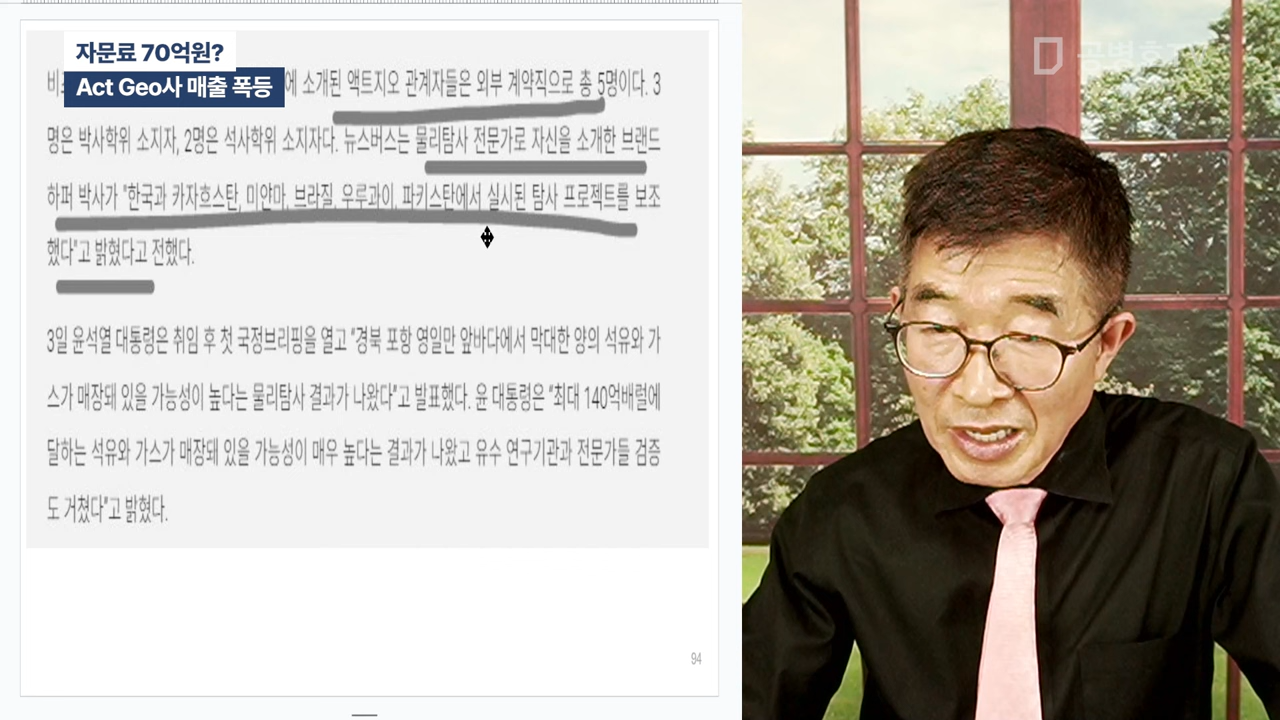 자문료 70억원?
Act Geo사 매출 폭등
에 소개된 액트지오 관계자들은 외부 계약직으로 총 5명이다. 3
명은 박사학위 소지자, 2명은 석사학위 소지자다. 뉴스버스는 물리탐사 전문가로 자신을 소개한 브랜드
하퍼 박사가 "한국과 카자흐스탄, 미얀마, 브라질, 우루과이, 파키스탄에서 실시된 탐사 프로젝트를 보조
했다"고 밝혔다고 전했다.
3일 윤석열 대통령은 취임 후 첫 국정브리핑을 열고 "경북 포항 영일만 앞바다에서 막대한 양의 석유와 가
스가 매장돼 있을 가능성이 높다는 물리탐사 결과가 나왔다"고 발표했다. 윤 대통령은 "최대 140억배럴에
달하는 석유와 가스가 매장돼 있을 가능성이 매우 높다는 결과가 나왔고 유수 연구기관과 전문가들 검증
도 거쳤다"고 밝혔다.
94